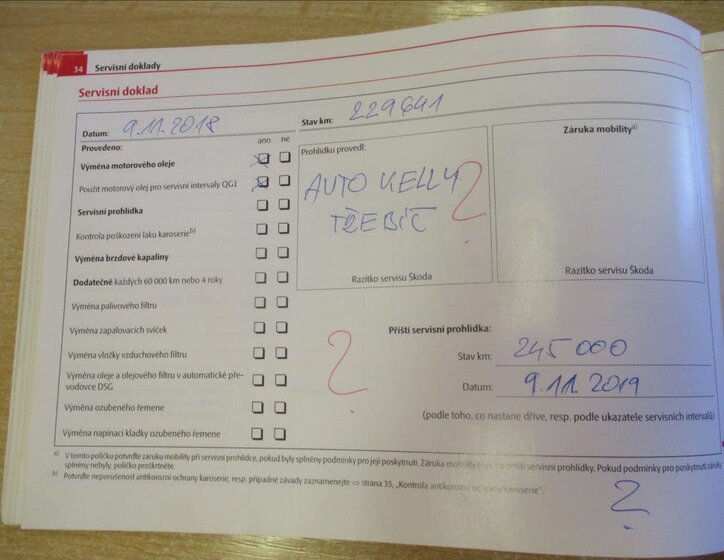 34 Servisní doklady
Servisní doklad
Datum: 9.11.2018
Stav km: 229641
Provedeno: ano ne
Výměna motorového oleje
Použit motorový olej pro servisní intervaly QG1
Servisní prohlídka
Kontrola poškození laku karoserie b)
Výměna brzdové kapaliny
Dodatečně každých 60 000 km nebo 4 roky
Výměna palivového filtru
Výměna zapalovacích svíček
Výměna vložky vzduchového filtru
Výměna oleje a olejového filtru v automatické pře-
vodovce DSG
Výměna ozubeného řemene
Výměna napínací kladky ozubeného řemene
Prohlídku provedl:
AUTO KELLY ?
TŘEBÍČ
Razítko servisu Škoda
Záruka mobility a)
Razítko servisu Škoda
?
Příští servisní prohlídka:
Stav km: 245 000
Datum: 9.11.2019
(podle toho, co nastane dříve, resp. podle ukazatele servisních intervalů)
a) V tomto políčku potvrďte záruku mobility při servisní prohlídce, pokud byly splněny podmínky pro její poskytnutí. Záruka mobility servisní prohlídky. Pokud podmínky pro poskytnutí záruky
splněny nebyly, políčko proškrtněte.
b) Potvrďte neporušenost antikorozní ochrany karoserie, resp. případné závady zaznamenejte ⇒ strana 35, „Kontrola antikorozní ochrany karoserie".
?